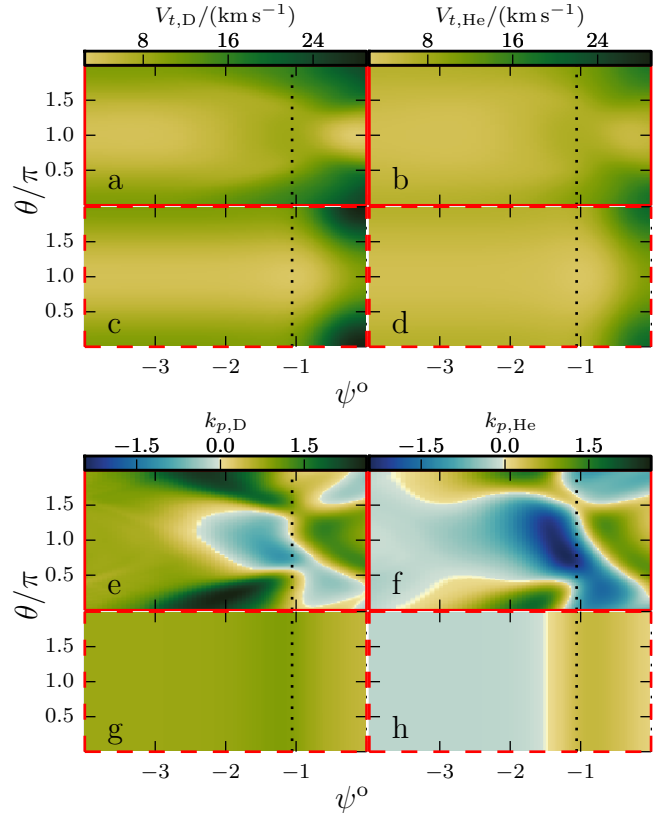 V_{t,D}/(km s^{-1}) V_{t,He}/(km s^{-1})
8 16 24 8 16 24
1.5
1.0
0.5
θ/π
a b
1.5
1.0
0.5
c d
−3 −2 −1 −3 −2 −1
ψ°
k_{p,D} k_{p,He}
−1.5 0.0 1.5 −1.5 0.0 1.5
1.5
1.0
0.5
θ/π
e f
1.5
1.0
0.5
g h
−3 −2 −1 −3 −2 −1
ψ°